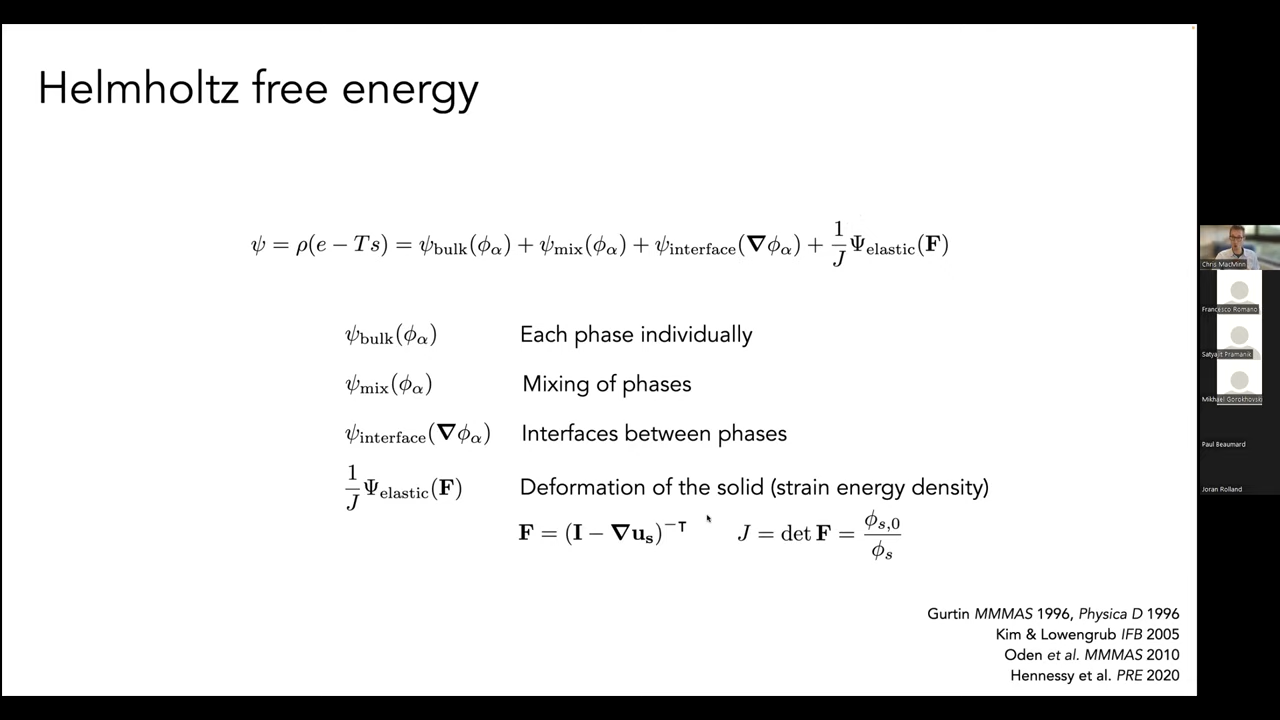 Helmholtz free energy
ψ = ρ(e − Ts) = ψ_bulk(ϕ_α) + ψ_mix(ϕ_α) + ψ_interface(∇ϕ_α) + 1/J Ψ_elastic(F)
ψ_bulk(ϕ_α) Each phase individually
ψ_mix(ϕ_α) Mixing of phases
ψ_interface(∇ϕ_α) Interfaces between phases
1/J Ψ_elastic(F) Deformation of the solid (strain energy density)
F = (I − ∇u_s)^−T J = det F = ϕ_s,0/ϕ_s
Gurtin MMMAS 1996, Physica D 1996
Kim & Lowengrub IFB 2005
Oden et al. MMMAS 2010
Hennessy et al. PRE 2020
Chris MacMinn
Francesco Romano
Satyajit Pramanik
Mikhael Gorokhovski
Paul Beaumard
Joran Rolland